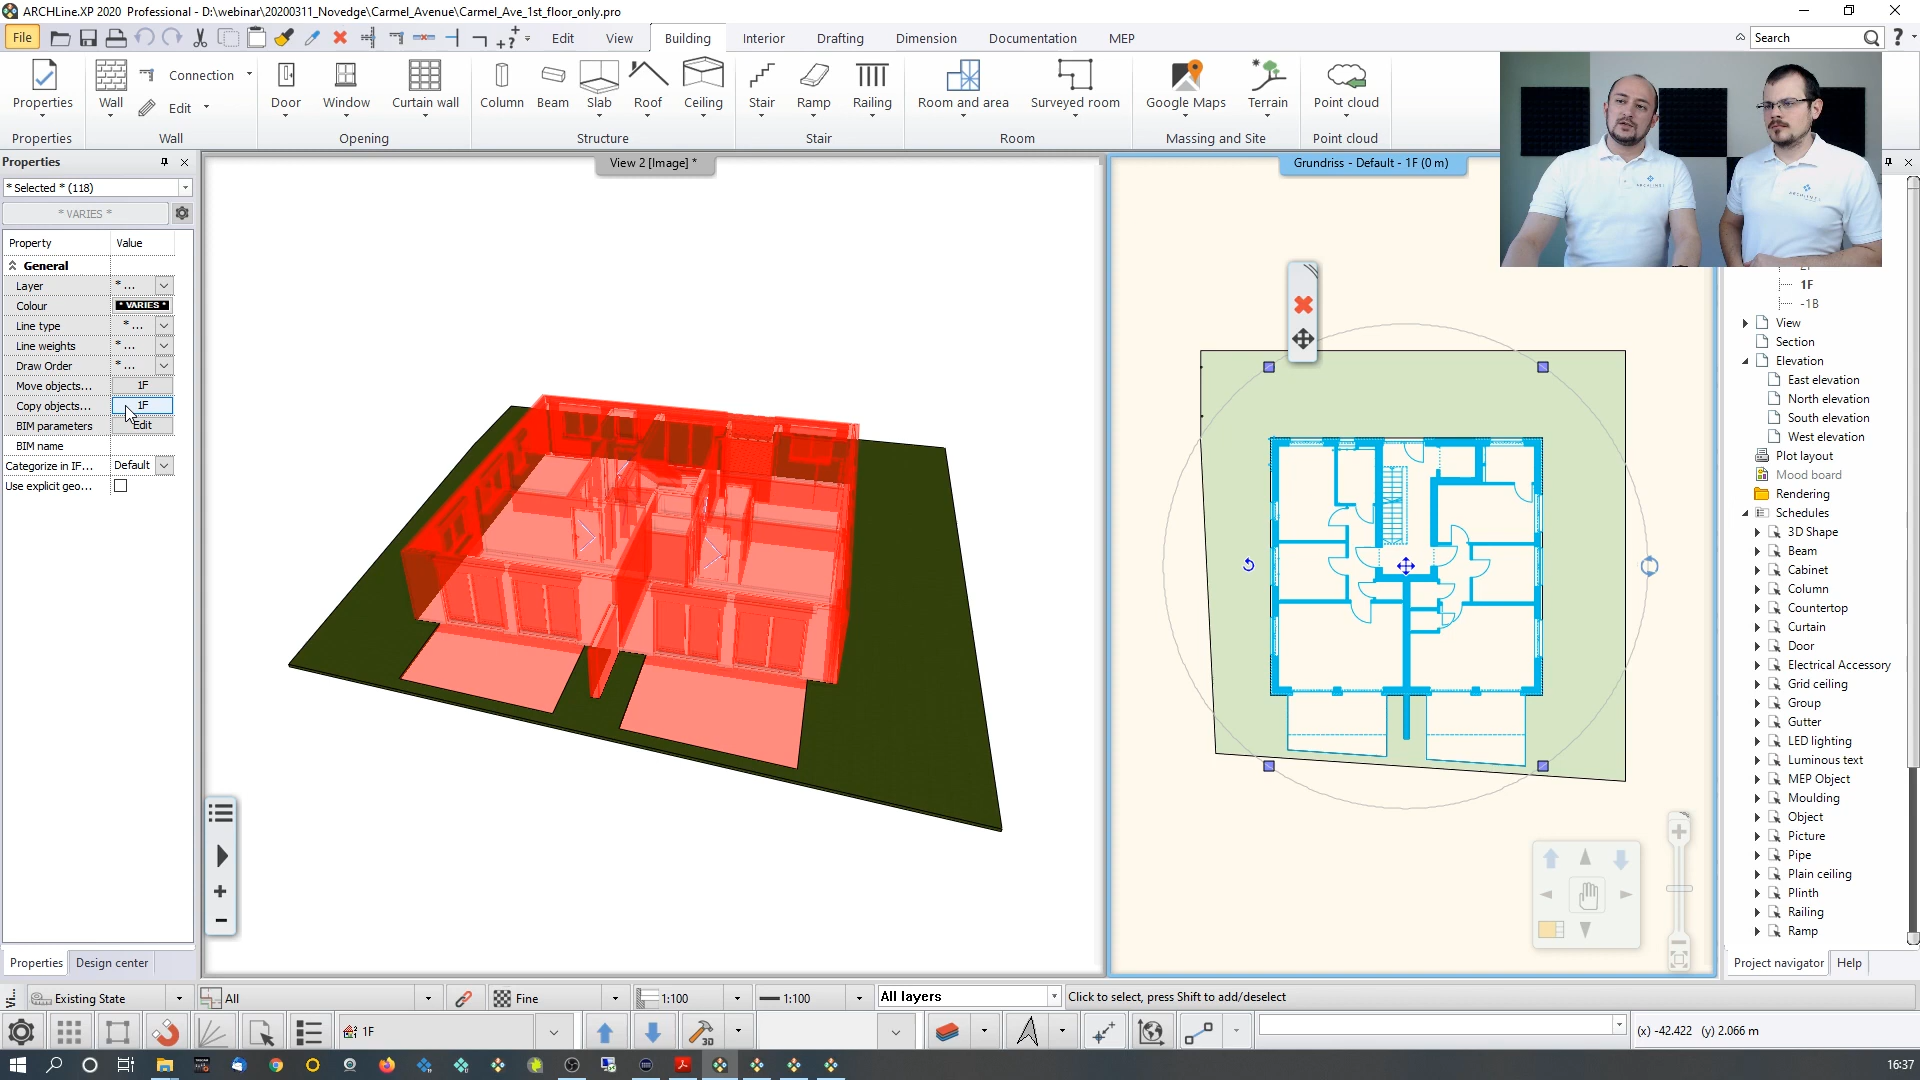 ARCHLine.XP 2020  Professional - D:\webinar\20200311_Novedge\Carmel_Avenue\Carmel_Ave_1st_floor_only.pro
File Edit View Building Interior Drafting Dimension Documentation MEP Search ?
Properties Wall Connection Edit Door Window Curtain wall Column Beam Slab Roof Ceiling Stair Ramp Railing Room and area Surveyed room Google Maps Terrain Point cloud
Properties Wall Opening Structure Stair Room Massing and Site Point cloud
Properties
* Selected * (118)
* VARIES *
Property Value
General
Layer * ...
Colour * VARIES *
Line type * ...
Line weights * ...
Draw Order * ...
Move objects... 1F
Copy objects... 1F
BIM parameters Edit
BIM name
Categorize in IF... Default
Use explicit geo...
Properties Design center
View 2 [Image] *
Grundriss - Default - 1F (0 m)
1F
-1B
View
Section
Elevation
East elevation
North elevation
South elevation
West elevation
Plot layout
Mood board
Rendering
Schedules
3D Shape
Beam
Cabinet
Column
Countertop
Curtain
Door
Electrical Accessory
Grid ceiling
Group
Gutter
LED lighting
Luminous text
MEP Object
Moulding
Object
Picture
Pipe
Plain ceiling
Plinth
Railing
Ramp
Project navigator Help
Existing State All Fine 1:100 1:100 All layers Click to select, press Shift to add/deselect
1F 3D (x) -42.422 (y) 2.066 m
16:37